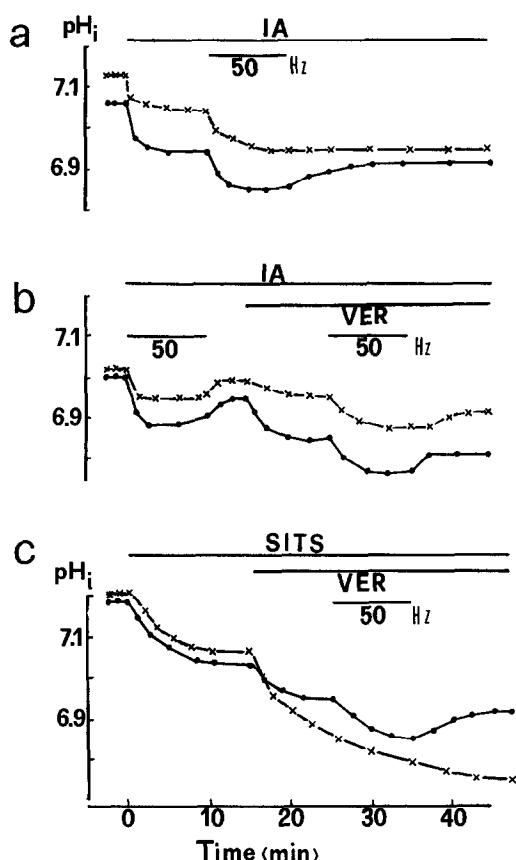 a
pHi
IA
50 Hz
7.1
6.9
IA
b
VER
7.1
50
50 Hz
6.9
c
SITS
pHi
VER
50 Hz
7.1
6.9
0 10 20 30 40
Time (min)